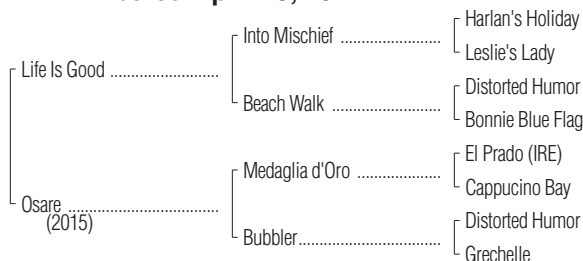 Harlan's Holiday
Into Mischief
Leslie's Lady
Life Is Good
Distorted Humor
Beach Walk
Bonnie Blue Flag
El Prado (IRE)
Medaglia d'Oro
Cappucino Bay
Osare
(2015)
Distorted Humor
Bubbler
Grechelle